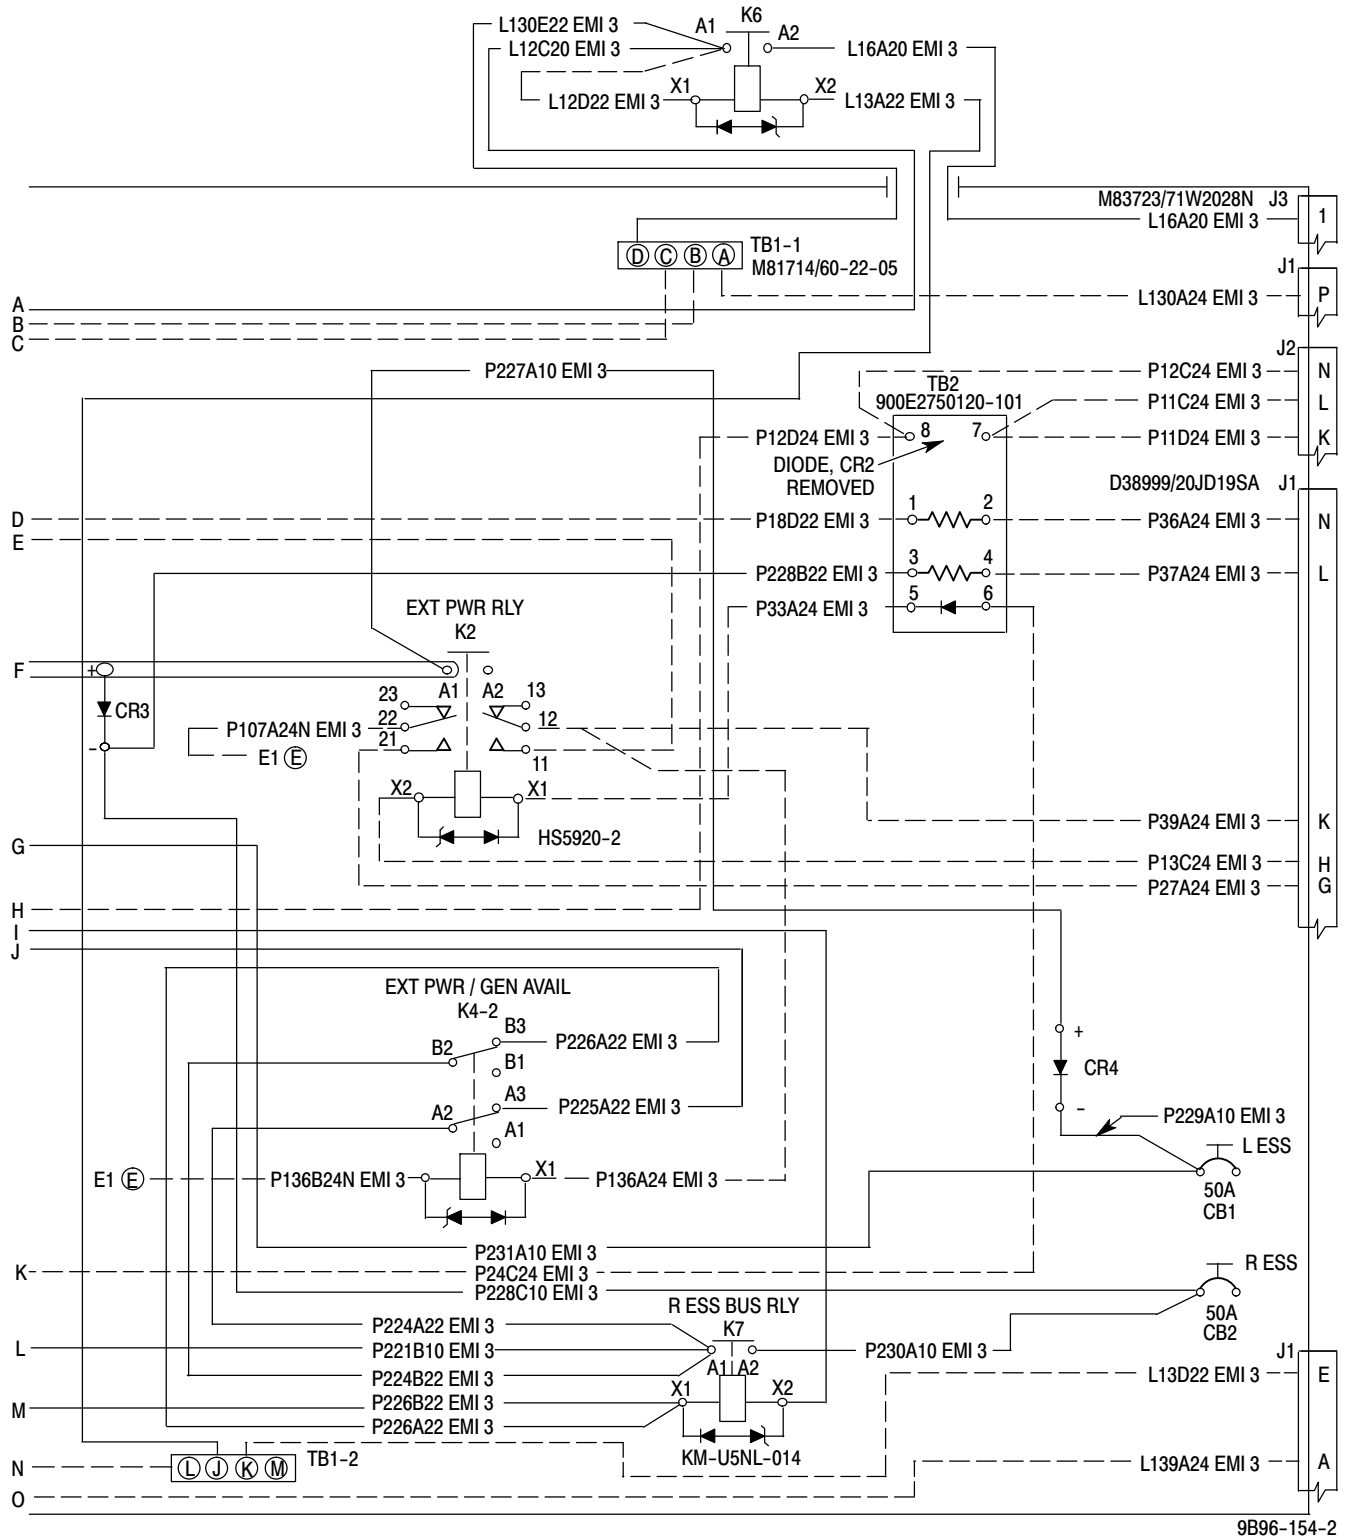 K6
L130E22 EMI 3
A1
A2
L12C20 EMI 3
L16A20 EMI 3
X1
X2
L12D22 EMI 3
L13A22 EMI 3
M83723/71W2028N
J3
L16A20 EMI 3
1
D C B A
TB1-1
M81714/60-22-05
J1
L130A24 EMI 3
P
A
B
C
J2
P227A10 EMI 3
P12C24 EMI 3
N
TB2
900E2750120-101
P11C24 EMI 3
L
P12D24 EMI 3
8
7
P11D24 EMI 3
K
DIODE, CR2
REMOVED
D38999/20JD19SA
J1
D
P18D22 EMI 3
1
2
P36A24 EMI 3
N
E
P228B22 EMI 3
3
4
P37A24 EMI 3
L
P33A24 EMI 3
5
6
EXT PWR RLY
K2
F
+
A1
A2
23
13
CR3
22
12
P107A24N EMI 3
21
11
-
E1 E
X2
X1
HS5920-2
P39A24 EMI 3
K
G
P13C24 EMI 3
H
P27A24 EMI 3
G
H
I
J
EXT PWR / GEN AVAIL
K4-2
B3
P226A22 EMI 3
B2
B1
+
CR4
A3
P225A22 EMI 3
A2
A1
-
P229A10 EMI 3
L ESS
E1 E
P136B24N EMI 3
X1
P136A24 EMI 3
50A
CB1
P231A10 EMI 3
K
P24C24 EMI 3
P228C10 EMI 3
R ESS
50A
CB2
R ESS BUS RLY
K7
P224A22 EMI 3
L
P221B10 EMI 3
P230A10 EMI 3
J1
A1
A2
P224B22 EMI 3
L13D22 EMI 3
E
X1
X2
M
P226B22 EMI 3
P226A22 EMI 3
KM-U5NL-014
TB1-2
N
L J K M
L139A24 EMI 3
A
O
9B96-154-2